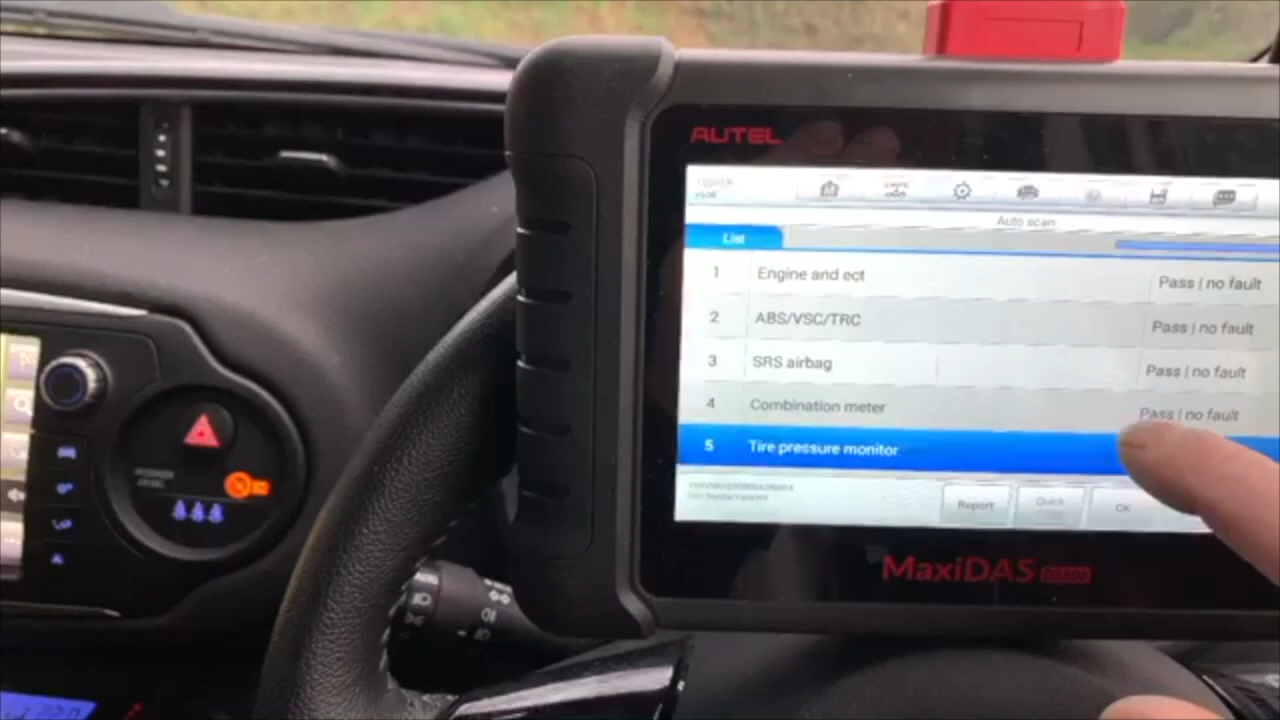 AUTEL
Auto scan
List
1 Engine and ect Pass | no fault
2 ABS/VSC/TRC Pass | no fault
3 SRS airbag Pass | no fault
4 Combination meter Pass | no fault
5 Tire pressure monitor
Report Quick OK
MaxiDAS